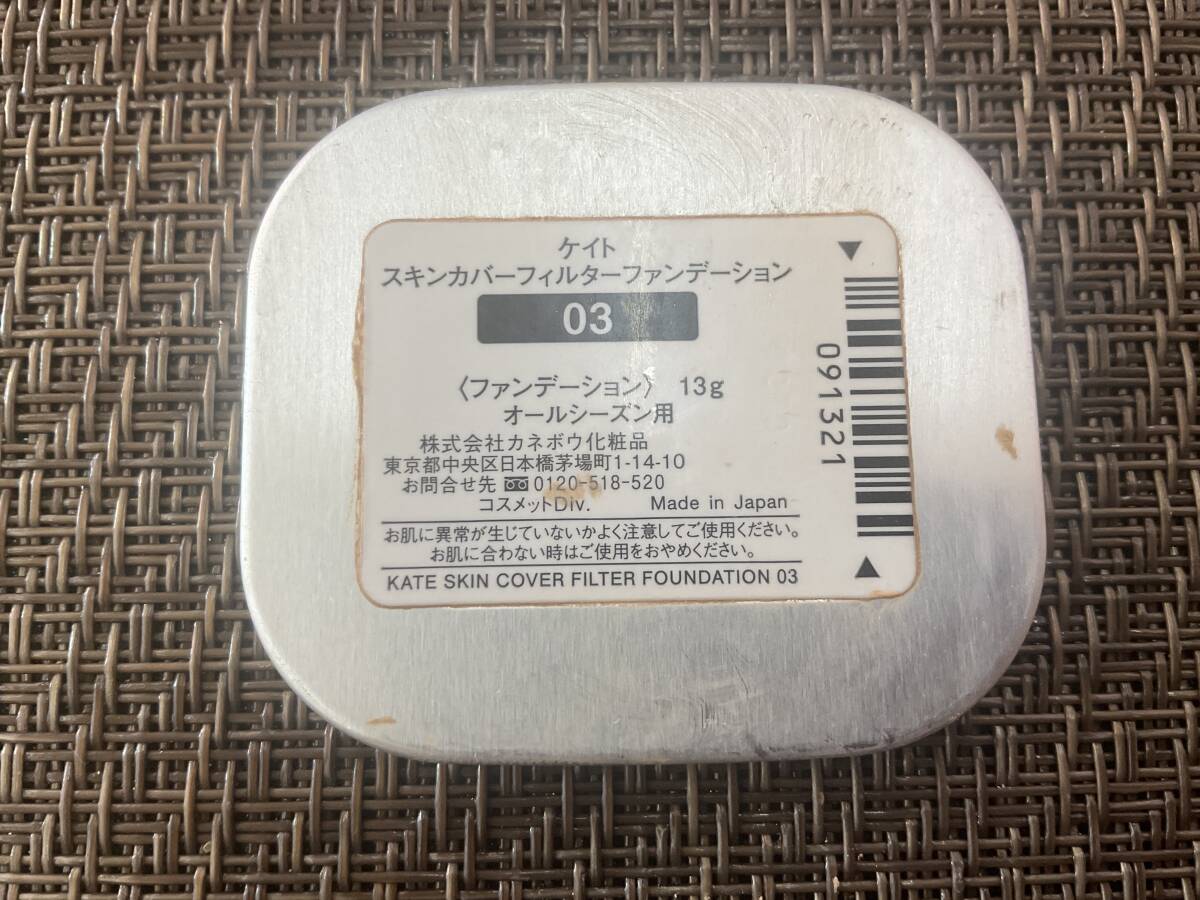 ケイト
スキンカバーフィルターファンデーション
03
〈ファンデーション〉 13g
オールシーズン用
株式会社カネボウ化粧品
東京都中央区日本橋茅場町1-14-10
お問合せ先 0120-518-520
コスメットDiv. Made in Japan
お肌に異常が生じていないかよく注意してご使用ください。
お肌に合わない時はご使用をおやめください。
KATE SKIN COVER FILTER FOUNDATION 03
091321